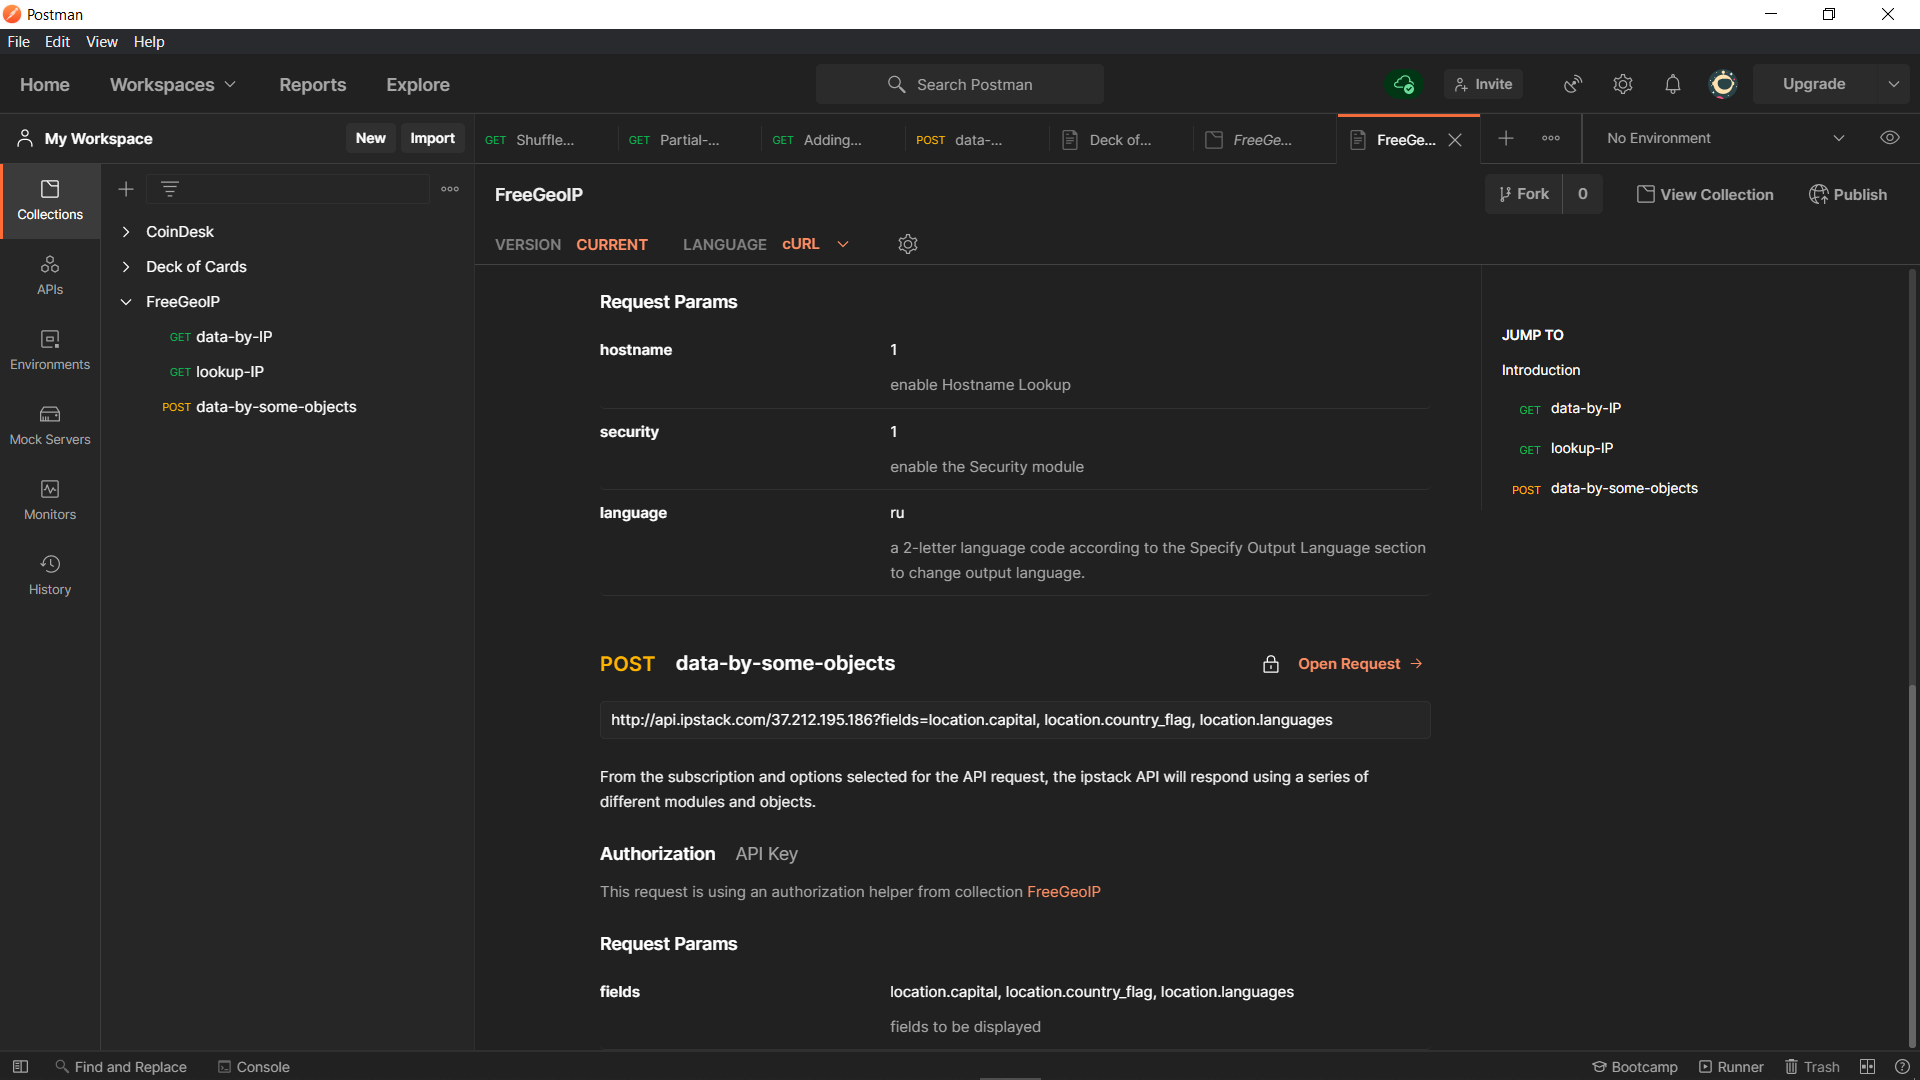 Postman
File Edit View Help
Home Workspaces Reports Explore Search Postman Invite Upgrade
My Workspace New Import
GET Shuffle... GET Partial-... GET Adding... POST data-... Deck of... FreeGe... FreeGe... No Environment
Collections
APIs
Environments
Mock Servers
Monitors
History
CoinDesk
Deck of Cards
FreeGeoIP
GET data-by-IP
GET lookup-IP
POST data-by-some-objects
FreeGeoIP
Fork 0 View Collection Publish
VERSION CURRENT LANGUAGE cURL
Request Params
hostname 1
enable Hostname Lookup
security 1
enable the Security module
language ru
a 2-letter language code according to the Specify Output Language section
to change output language.
POST data-by-some-objects Open Request
http://api.ipstack.com/37.212.195.186?fields=location.capital, location.country_flag, location.languages
From the subscription and options selected for the API request, the ipstack API will respond using a series of
different modules and objects.
Authorization API Key
This request is using an authorization helper from collection FreeGeoIP
Request Params
fields location.capital, location.country_flag, location.languages
fields to be displayed
JUMP TO
Introduction
GET data-by-IP
GET lookup-IP
POST data-by-some-objects
Find and Replace Console Bootcamp Runner Trash